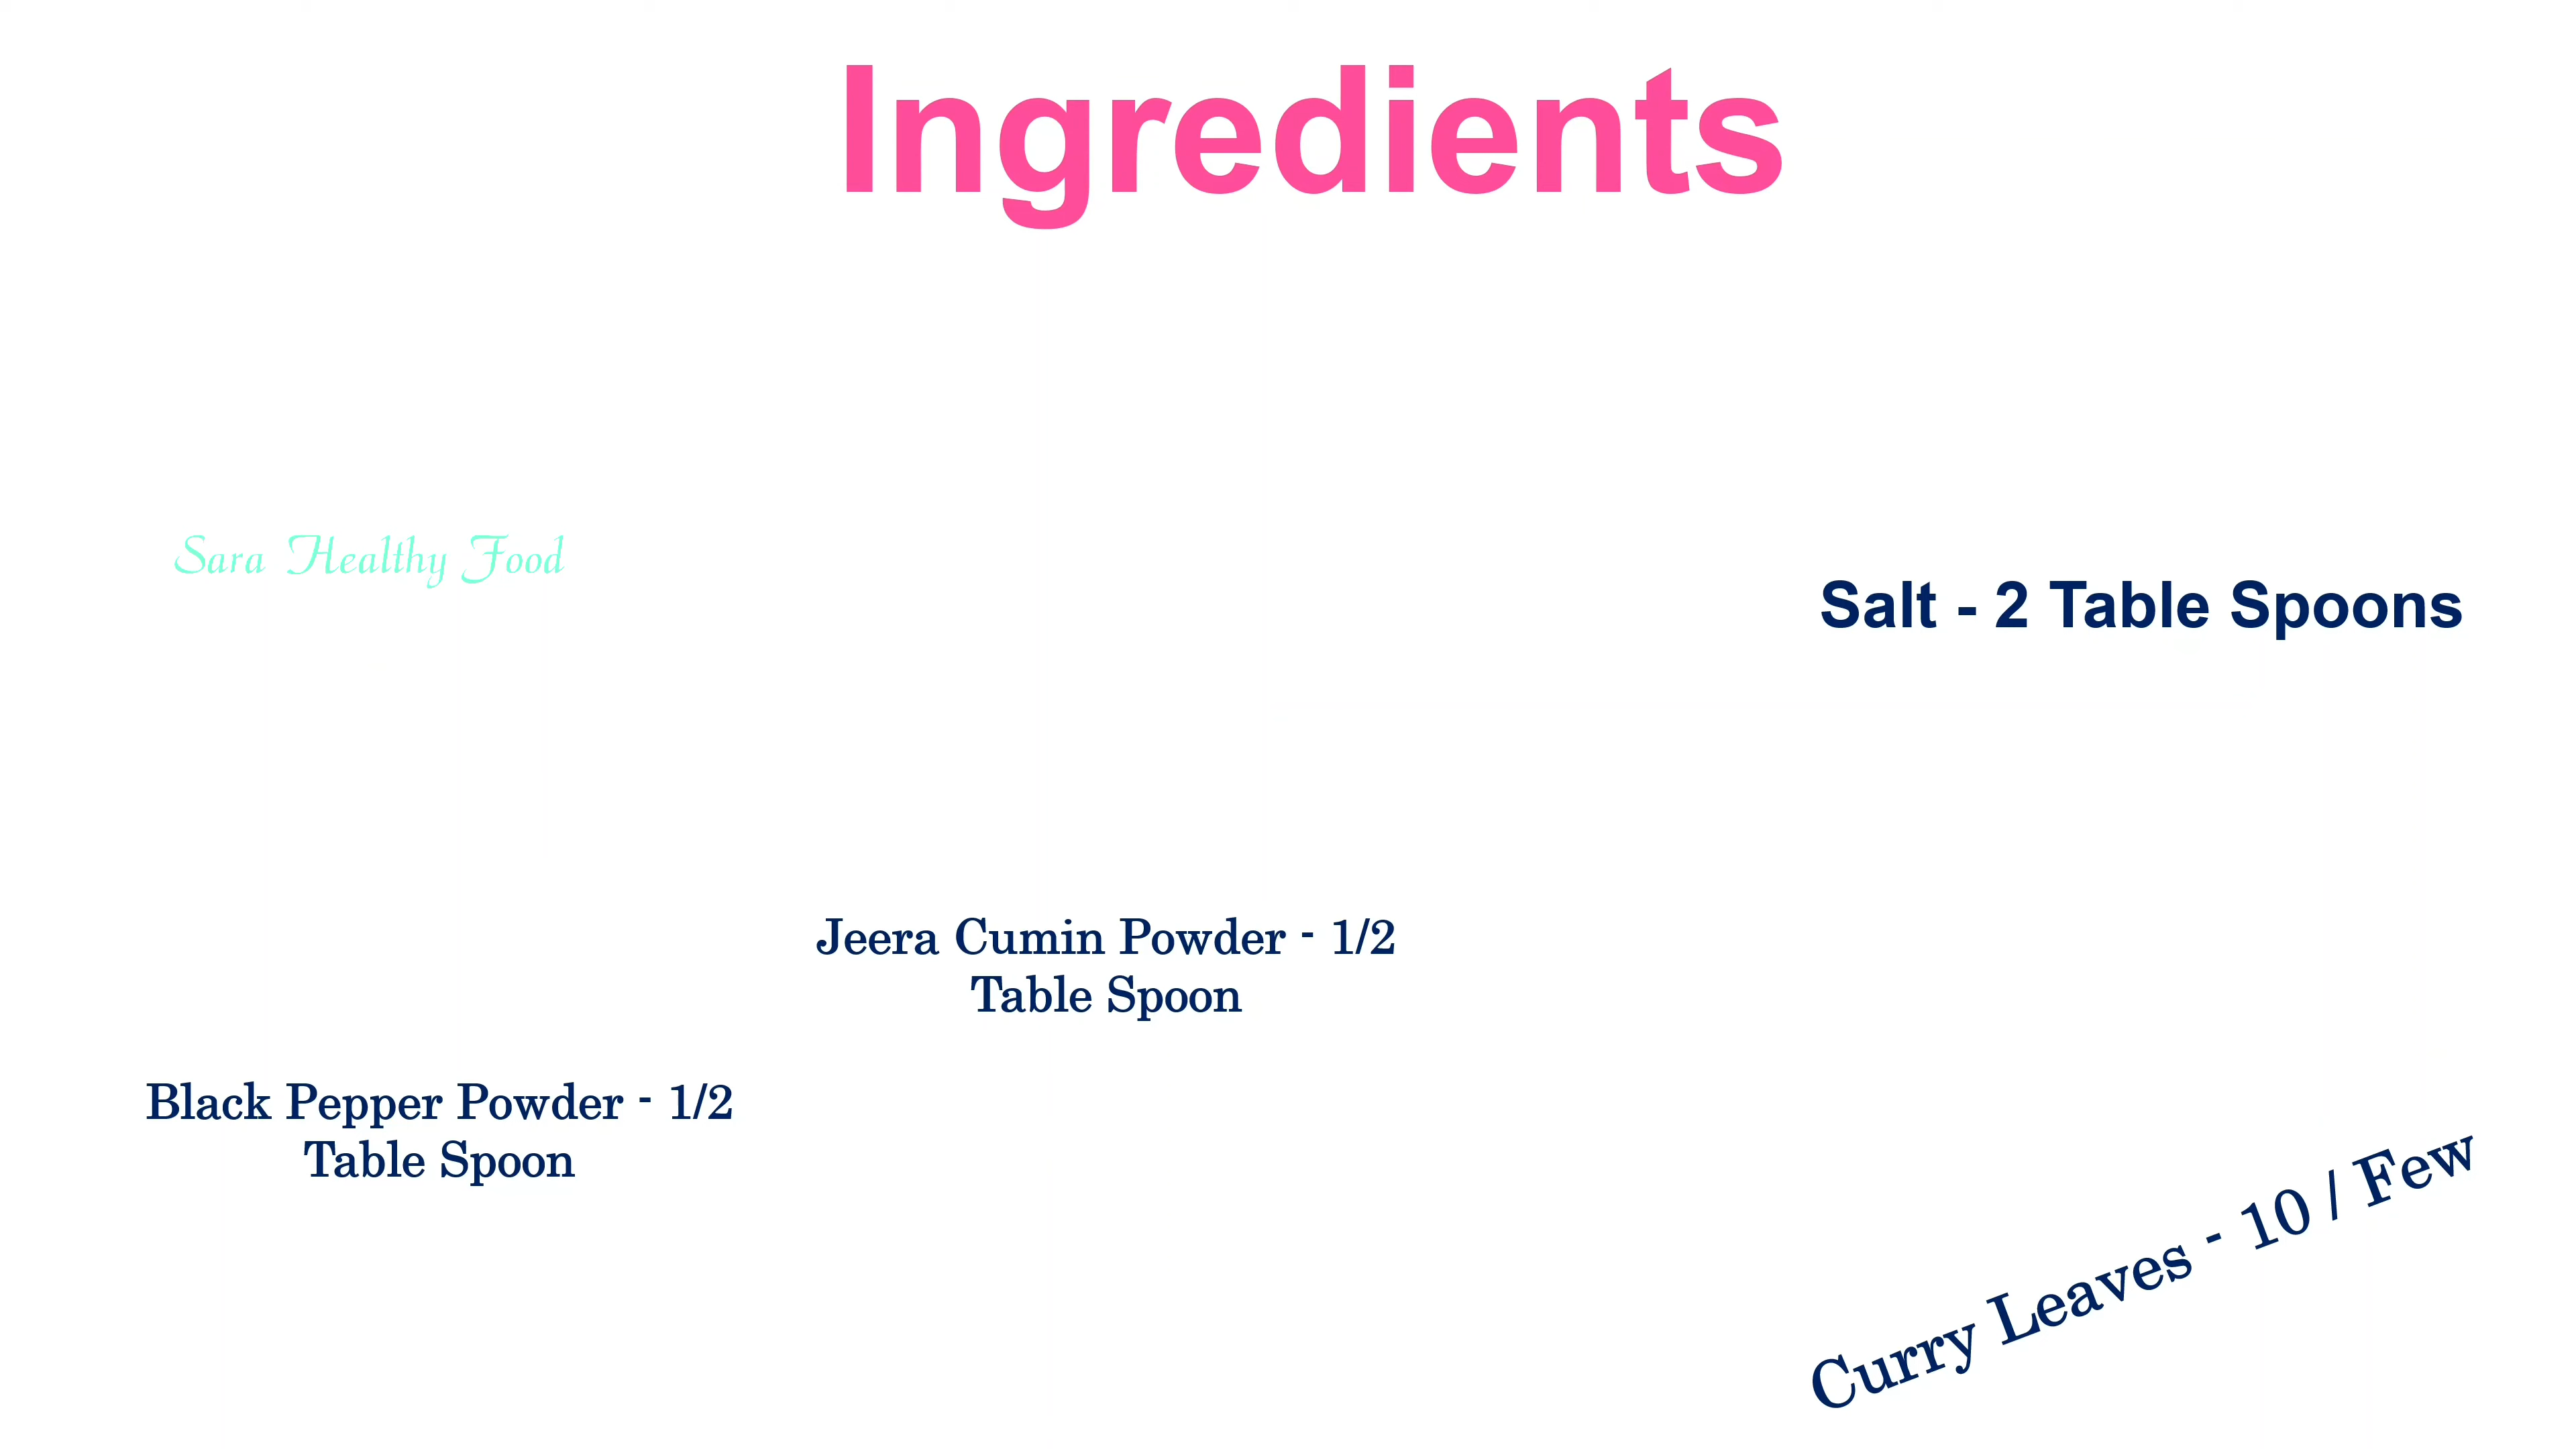 Ingredients
Sara Healthy Food
Salt - 2 Table Spoons
Jeera Cumin Powder - 1/2
Table Spoon
Black Pepper Powder - 1/2
Table Spoon
Curry Leaves - 10 / Few